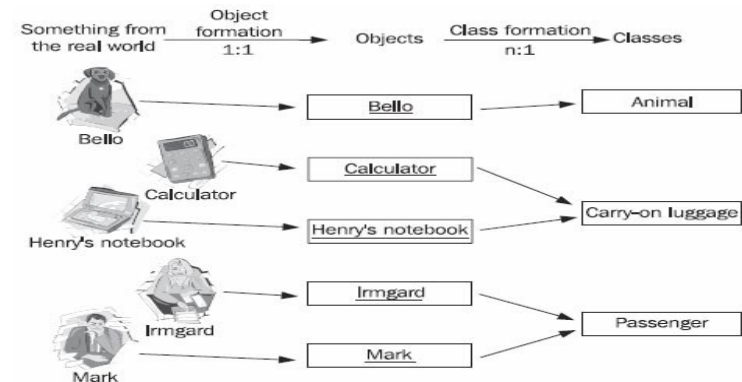 Something from
the real world
Object
formation
1:1
Objects
Class formation
n:1
Classes
Bello
Bello
Animal
Calculator
Calculator
Henry's notebook
Henry's notebook
Carry-on luggage
Irmgard
Irmgard
Mark
Mark
Passenger